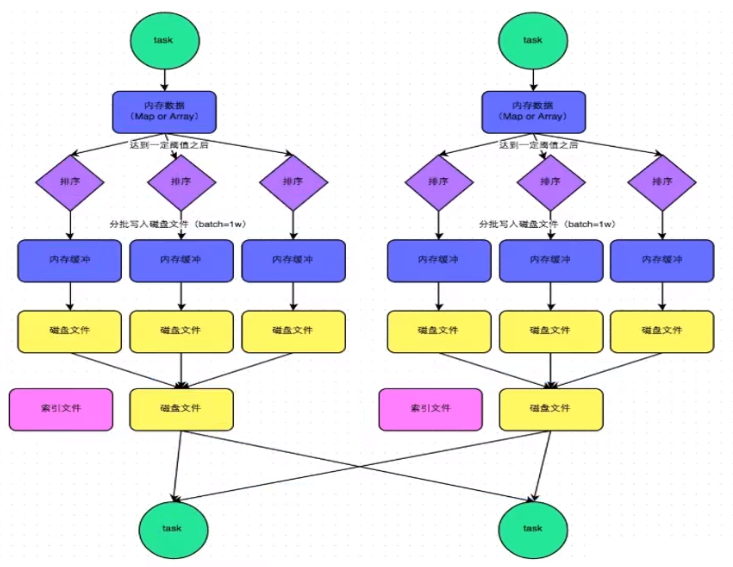 task
task
内存数据
（Map or Array）
内存数据
（Map or Array）
达到一定阈值之后
达到一定阈值之后
排序
排序
排序
排序
排序
排序
分批写入磁盘文件（batch=1w）
分批写入磁盘文件（batch=1w）
内存缓冲
内存缓冲
内存缓冲
内存缓冲
内存缓冲
内存缓冲
磁盘文件
磁盘文件
磁盘文件
磁盘文件
磁盘文件
磁盘文件
索引文件
磁盘文件
索引文件
磁盘文件
task
task